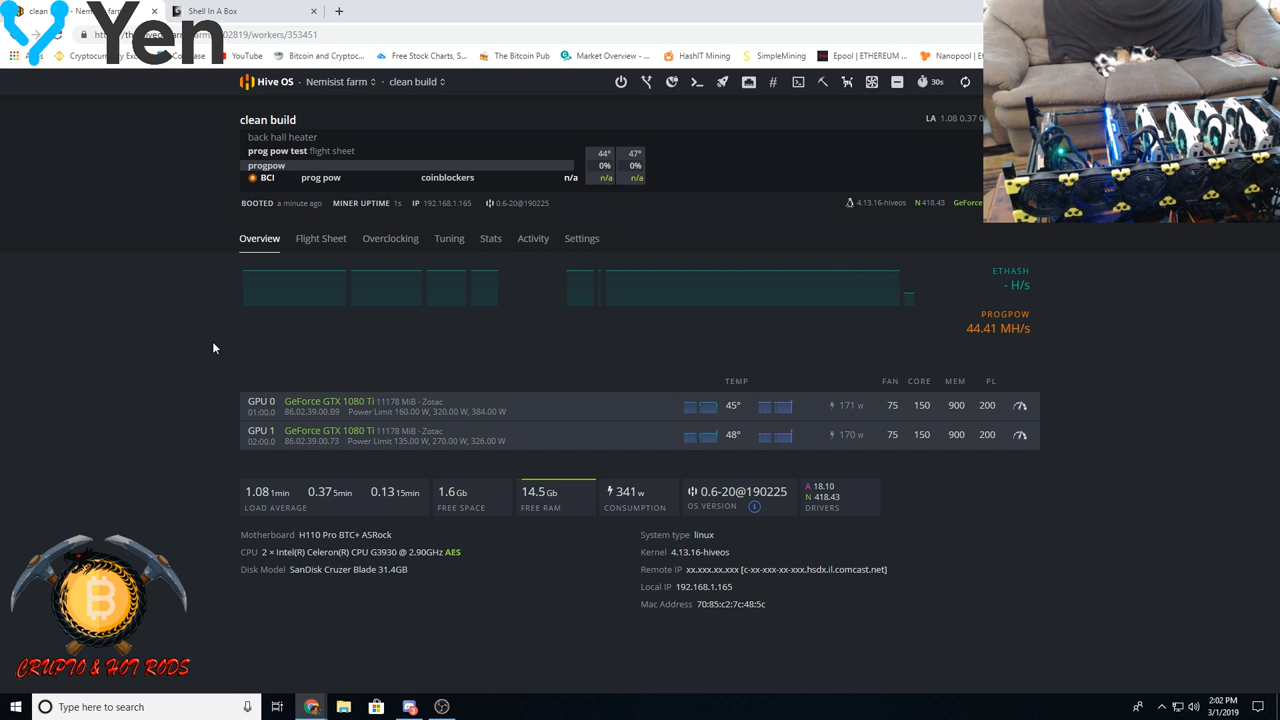 Yen
clean
- Nemisist farm
Shell In A Box
02819/workers/353451
Apps
Cryptocurrency
YouTube
Bitcoin and Cryptoc...
Free Stock Charts, S...
The Bitcoin Pub
Market Overview - ...
HashIT Mining
SimpleMining
Epool | ETHEREUM ...
Nanopool | Ethereu
Hive OS
Nemisist farm
clean build
30s
clean build
LA 1.08 0.37 0
back hall heater
prog pow test flight sheet
44° 47°
progpow
0% 0%
BCI prog pow coinblockers n/a n/a n/a
BOOTED a minute ago MINER UPTIME 1s IP 192.168.1.165 0.6-20@190225
4.13.16-hiveos N 418.43 GeForce
Overview Flight Sheet Overclocking Tuning Stats Activity Settings
ETHASH
- H/s
PROGPOW
44.41 MH/s
TEMP FAN CORE MEM PL
GPU 0 GeForce GTX 1080 Ti 11178 MiB · Zotac 45° 171 w 75 150 900 200
01:00.0 86.02.39.00.B9 Power Limit 160.00 W, 320.00 W, 384.00 W
GPU 1 GeForce GTX 1080 Ti 11178 MiB · Zotac 48° 170 w 75 150 900 200
02:00.0 86.02.39.00.73 Power Limit 135.00 W, 270.00 W, 326.00 W
1.08 1min 0.37 5min 0.13 15min
LOAD AVERAGE
1.6 Gb
FREE SPACE
14.5 Gb
FREE RAM
341 w
CONSUMPTION
0.6-20@190225
OS VERSION
A 18.10
N 418.43
DRIVERS
Motherboard H110 Pro BTC+ ASRock
CPU 2 × Intel(R) Celeron(R) CPU G3930 @ 2.90GHz AES
Disk Model SanDisk Cruzer Blade 31.4GB
System type linux
Kernel 4.13.16-hiveos
Remote IP xx.xxx.xx.xxx [c-xx-xxx-xx-xxx.hsdx.il.comcast.net]
Local IP 192.168.1.165
Mac Address 70:85:c2:7c:48:5c
CRUPTO & HOT RODS
Type here to search
2:02 PM
3/1/2019